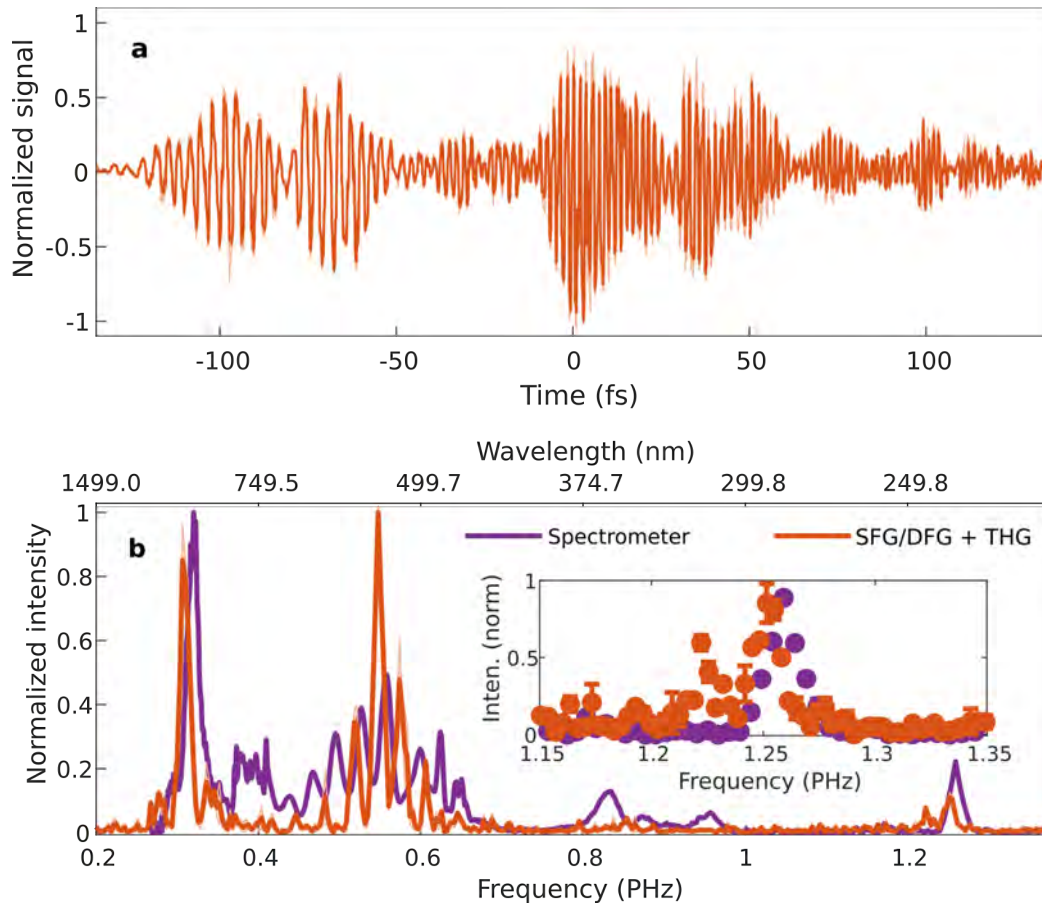 a
Normalized signal
1
0.5
0
-0.5
-1
-100 -50 0 50 100
Time (fs)
Wavelength (nm)
1499.0 749.5 499.7 374.7 299.8 249.8
b
Normalized intensity
1
0.8
0.6
0.4
0.2
0
0.2 0.4 0.6 0.8 1 1.2
Frequency (PHz)
Spectrometer SFG/DFG + THG
Inten. (norm)
1
0.5
0
1.15 1.2 1.25 1.3 1.35
Frequency (PHz)